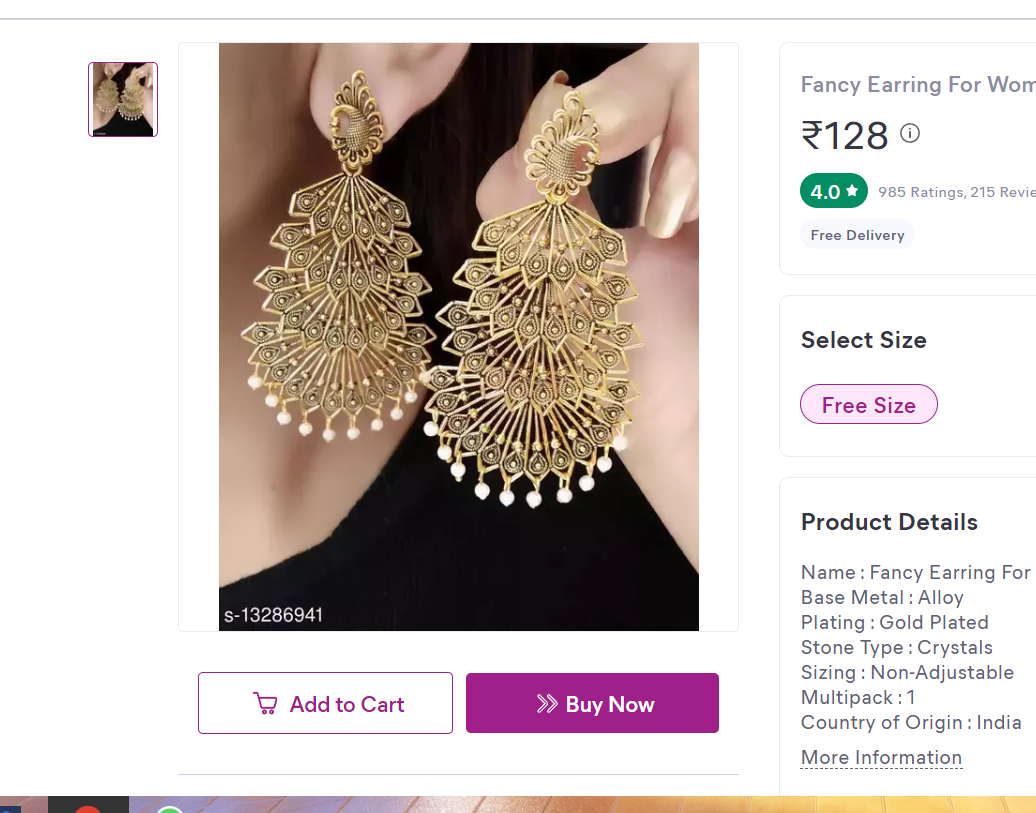 Fancy Earring For Wom
₹128
4.0 ★ 985 Ratings, 215 Revie
Free Delivery
Select Size
Free Size
Product Details
Name : Fancy Earring For
Base Metal : Alloy
Plating : Gold Plated
Stone Type : Crystals
Sizing : Non-Adjustable
Multipack : 1
Country of Origin : India
More Information
s-13286941
Add to Cart
Buy Now